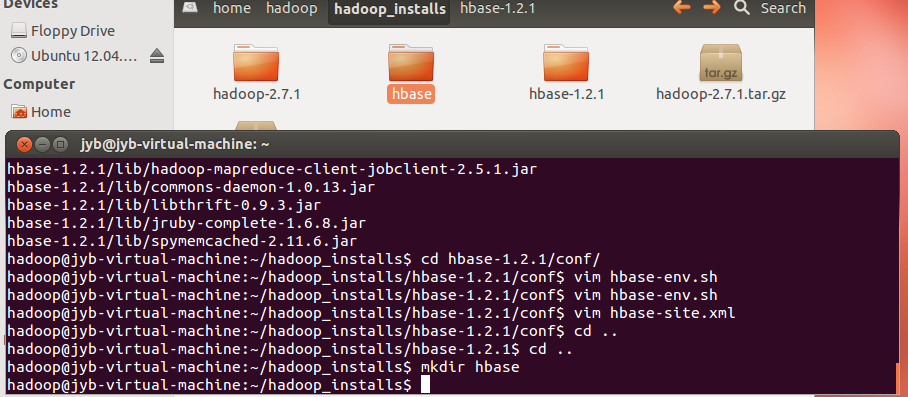 Devices
home hadoop hadoop_installs hbase-1.2.1 Search
Floppy Drive
Ubuntu 12.04....
Computer
Home
hadoop-2.7.1 hbase hbase-1.2.1 hadoop-2.7.1.tar.gz
tar.gz
jyb@jyb-virtual-machine: ~
hbase-1.2.1/lib/hadoop-mapreduce-client-jobclient-2.5.1.jar
hbase-1.2.1/lib/commons-daemon-1.0.13.jar
hbase-1.2.1/lib/libthrift-0.9.3.jar
hbase-1.2.1/lib/jruby-complete-1.6.8.jar
hbase-1.2.1/lib/spymemcached-2.11.6.jar
hadoop@jyb-virtual-machine:~/hadoop_installs$ cd hbase-1.2.1/conf/
hadoop@jyb-virtual-machine:~/hadoop_installs/hbase-1.2.1/conf$ vim hbase-env.sh
hadoop@jyb-virtual-machine:~/hadoop_installs/hbase-1.2.1/conf$ vim hbase-env.sh
hadoop@jyb-virtual-machine:~/hadoop_installs/hbase-1.2.1/conf$ vim hbase-site.xml
hadoop@jyb-virtual-machine:~/hadoop_installs/hbase-1.2.1/conf$ cd ..
hadoop@jyb-virtual-machine:~/hadoop_installs/hbase-1.2.1$ cd ..
hadoop@jyb-virtual-machine:~/hadoop_installs$ mkdir hbase
hadoop@jyb-virtual-machine:~/hadoop_installs$